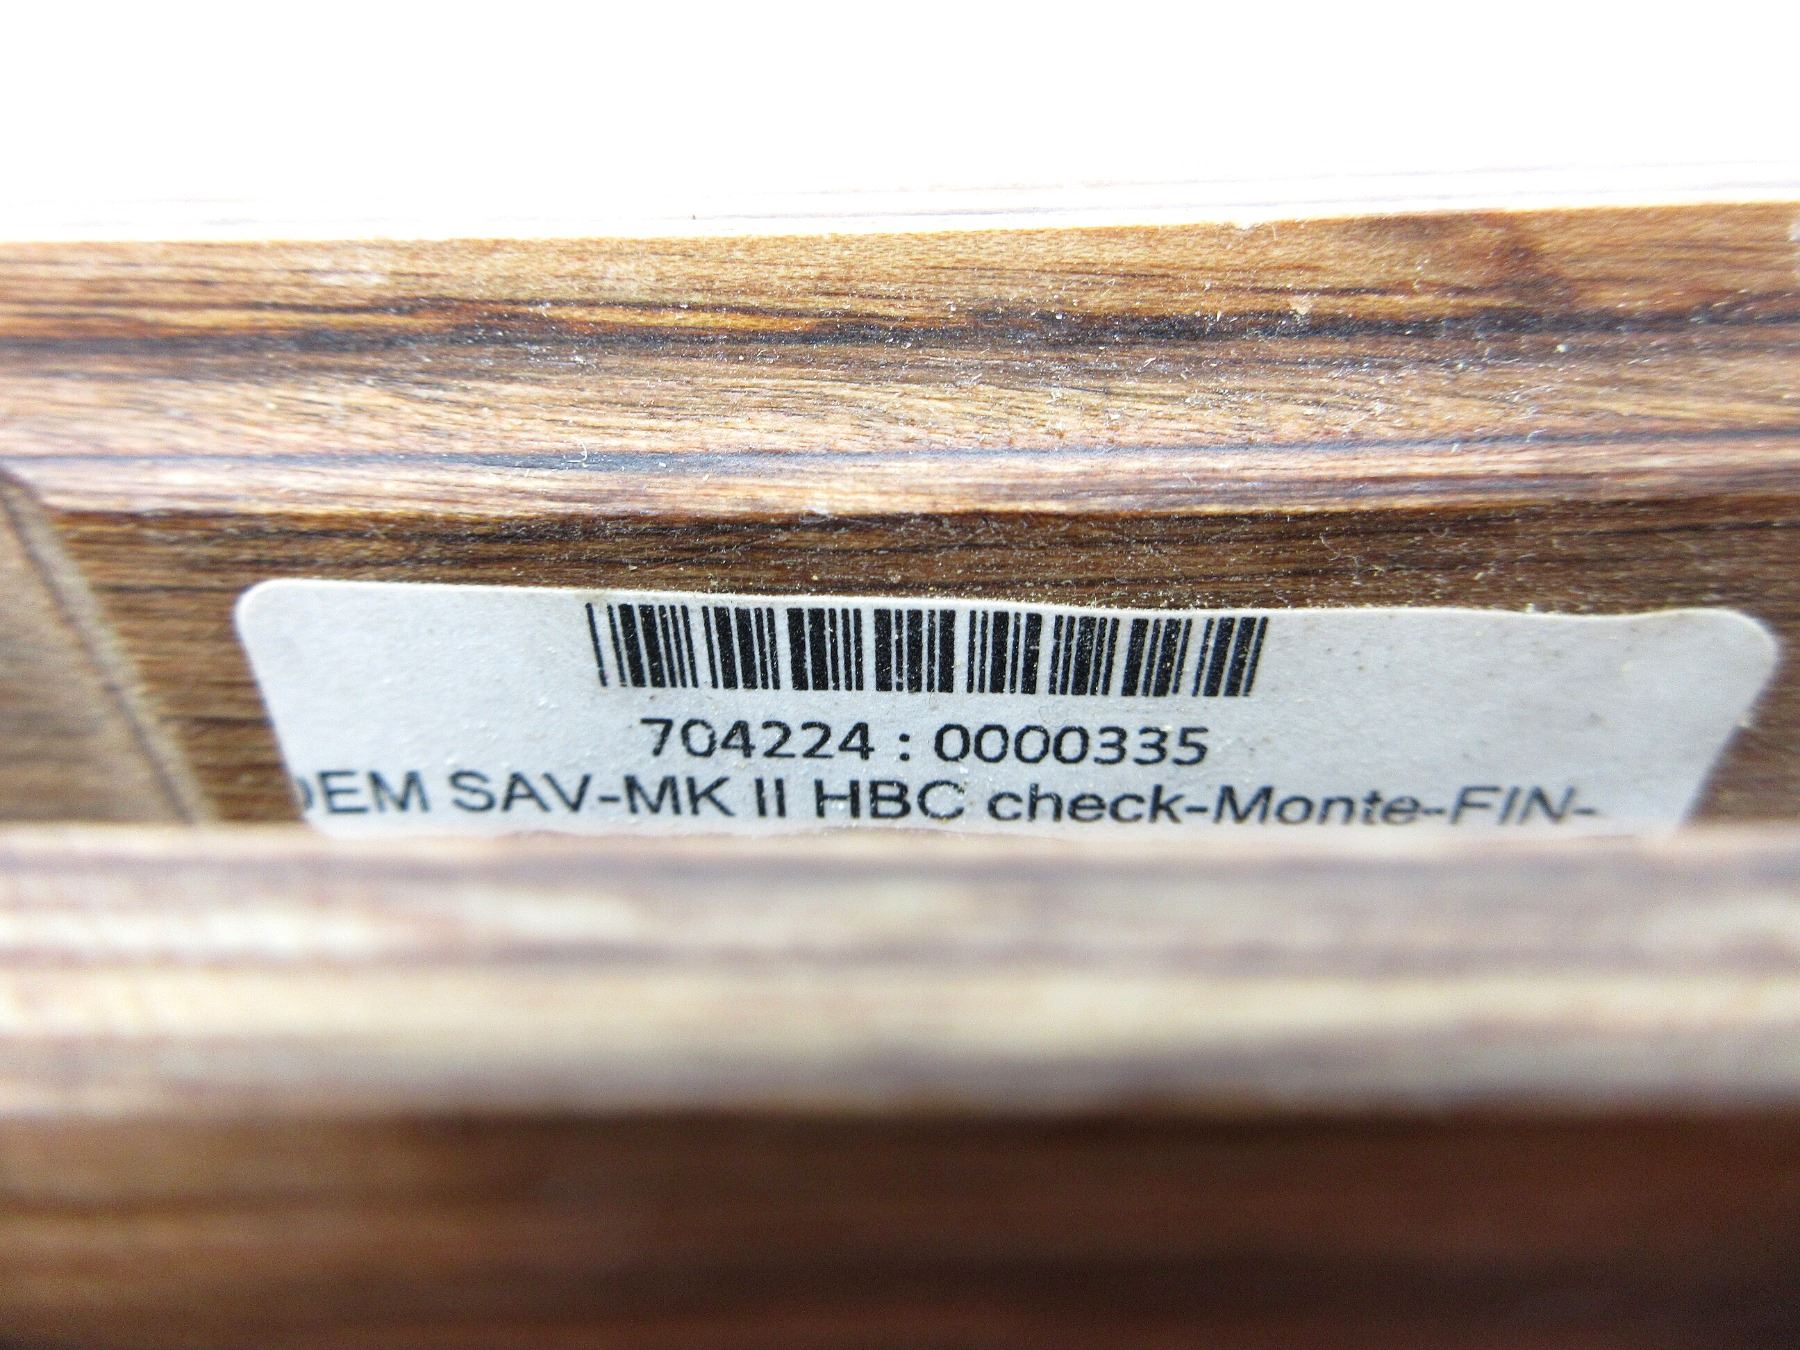 704224 : 0000335
SAV-MK II HBC check-Monte-FIN-